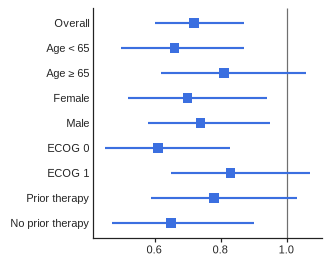 Overall
Age < 65
Age ≥ 65
Female
Male
ECOG 0
ECOG 1
Prior therapy
No prior therapy
0.6 0.8 1.0